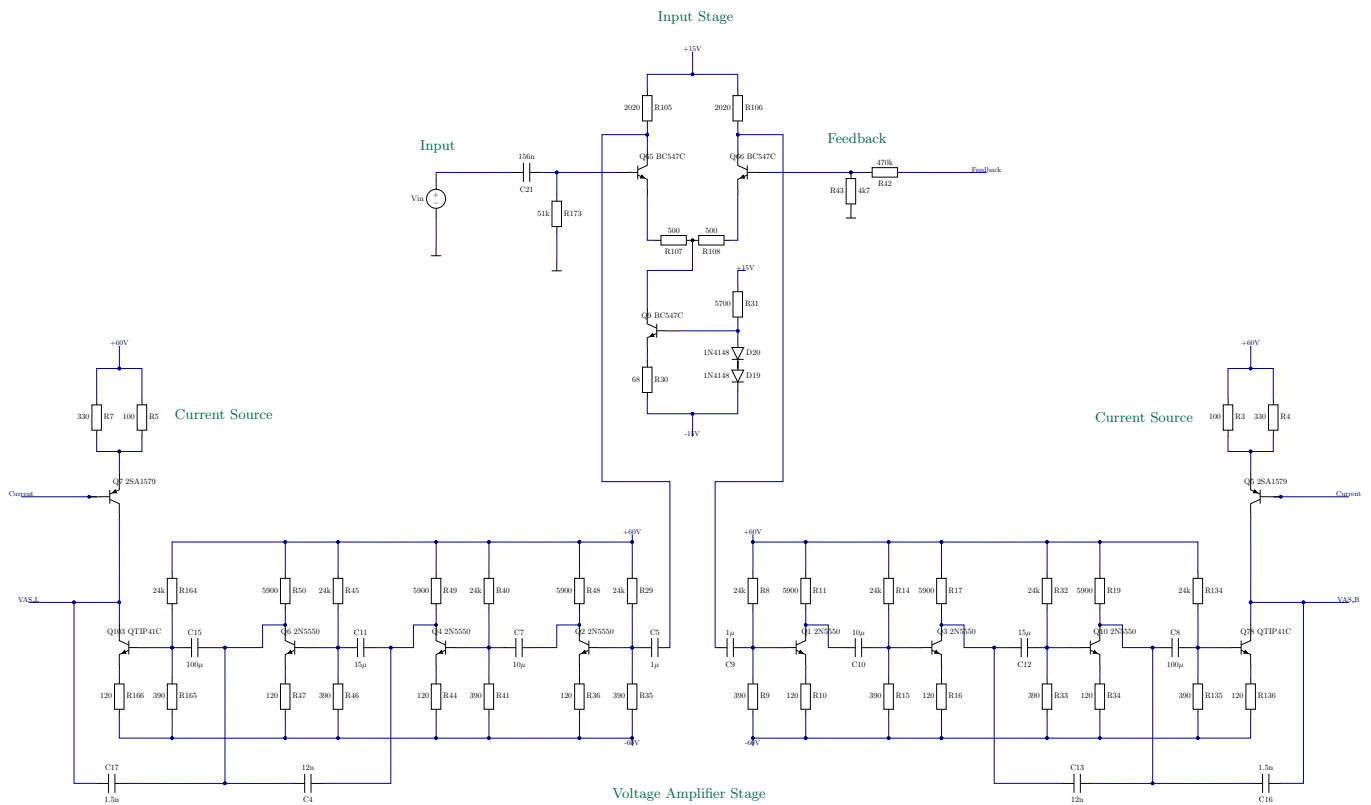 Input Stage
+15V
2020 R105
2020 R106
Input
Feedback
156n
C21
Q65 BC547C
Q66 BC547C
470k
R42
Feedback
Vin
+
−
51k R173
R43 4k7
500
R107
500
R108
+15V
5700 R31
Q9 BC547C
1N4148 D20
68 R30
1N4148 D19
-15V
+60V
330 R7
100 R5
Current Source
Q7 2SA1579
Current
+60V
Current Source
100 R3
330 R4
Q5 2SA1579
Current
+60V
+60V
24k R164
5900 R50
24k R45
5900 R49
24k R40
5900 R48
24k R29
24k R8
5900 R11
24k R14
5900 R17
24k R32
5900 R19
24k R134
VAS_L
VAS_R
Q103 QTIP41C
C15
100µ
Q6 2N5550
C11
15µ
Q4 2N5550
C7
10µ
Q2 2N5550
C5
1µ
1µ
C9
Q1 2N5550
10µ
C10
Q3 2N5550
15µ
C12
Q10 2N5550
C8
100µ
Q78 QTIP41C
120 R166
390 R165
120 R47
390 R46
120 R44
390 R41
120 R36
390 R35
390 R9
120 R10
390 R15
120 R16
390 R33
120 R34
390 R135
120 R136
-60V
-60V
C17
1.5n
12n
C4
C13
12n
1.5n
C16
Voltage Amplifier Stage